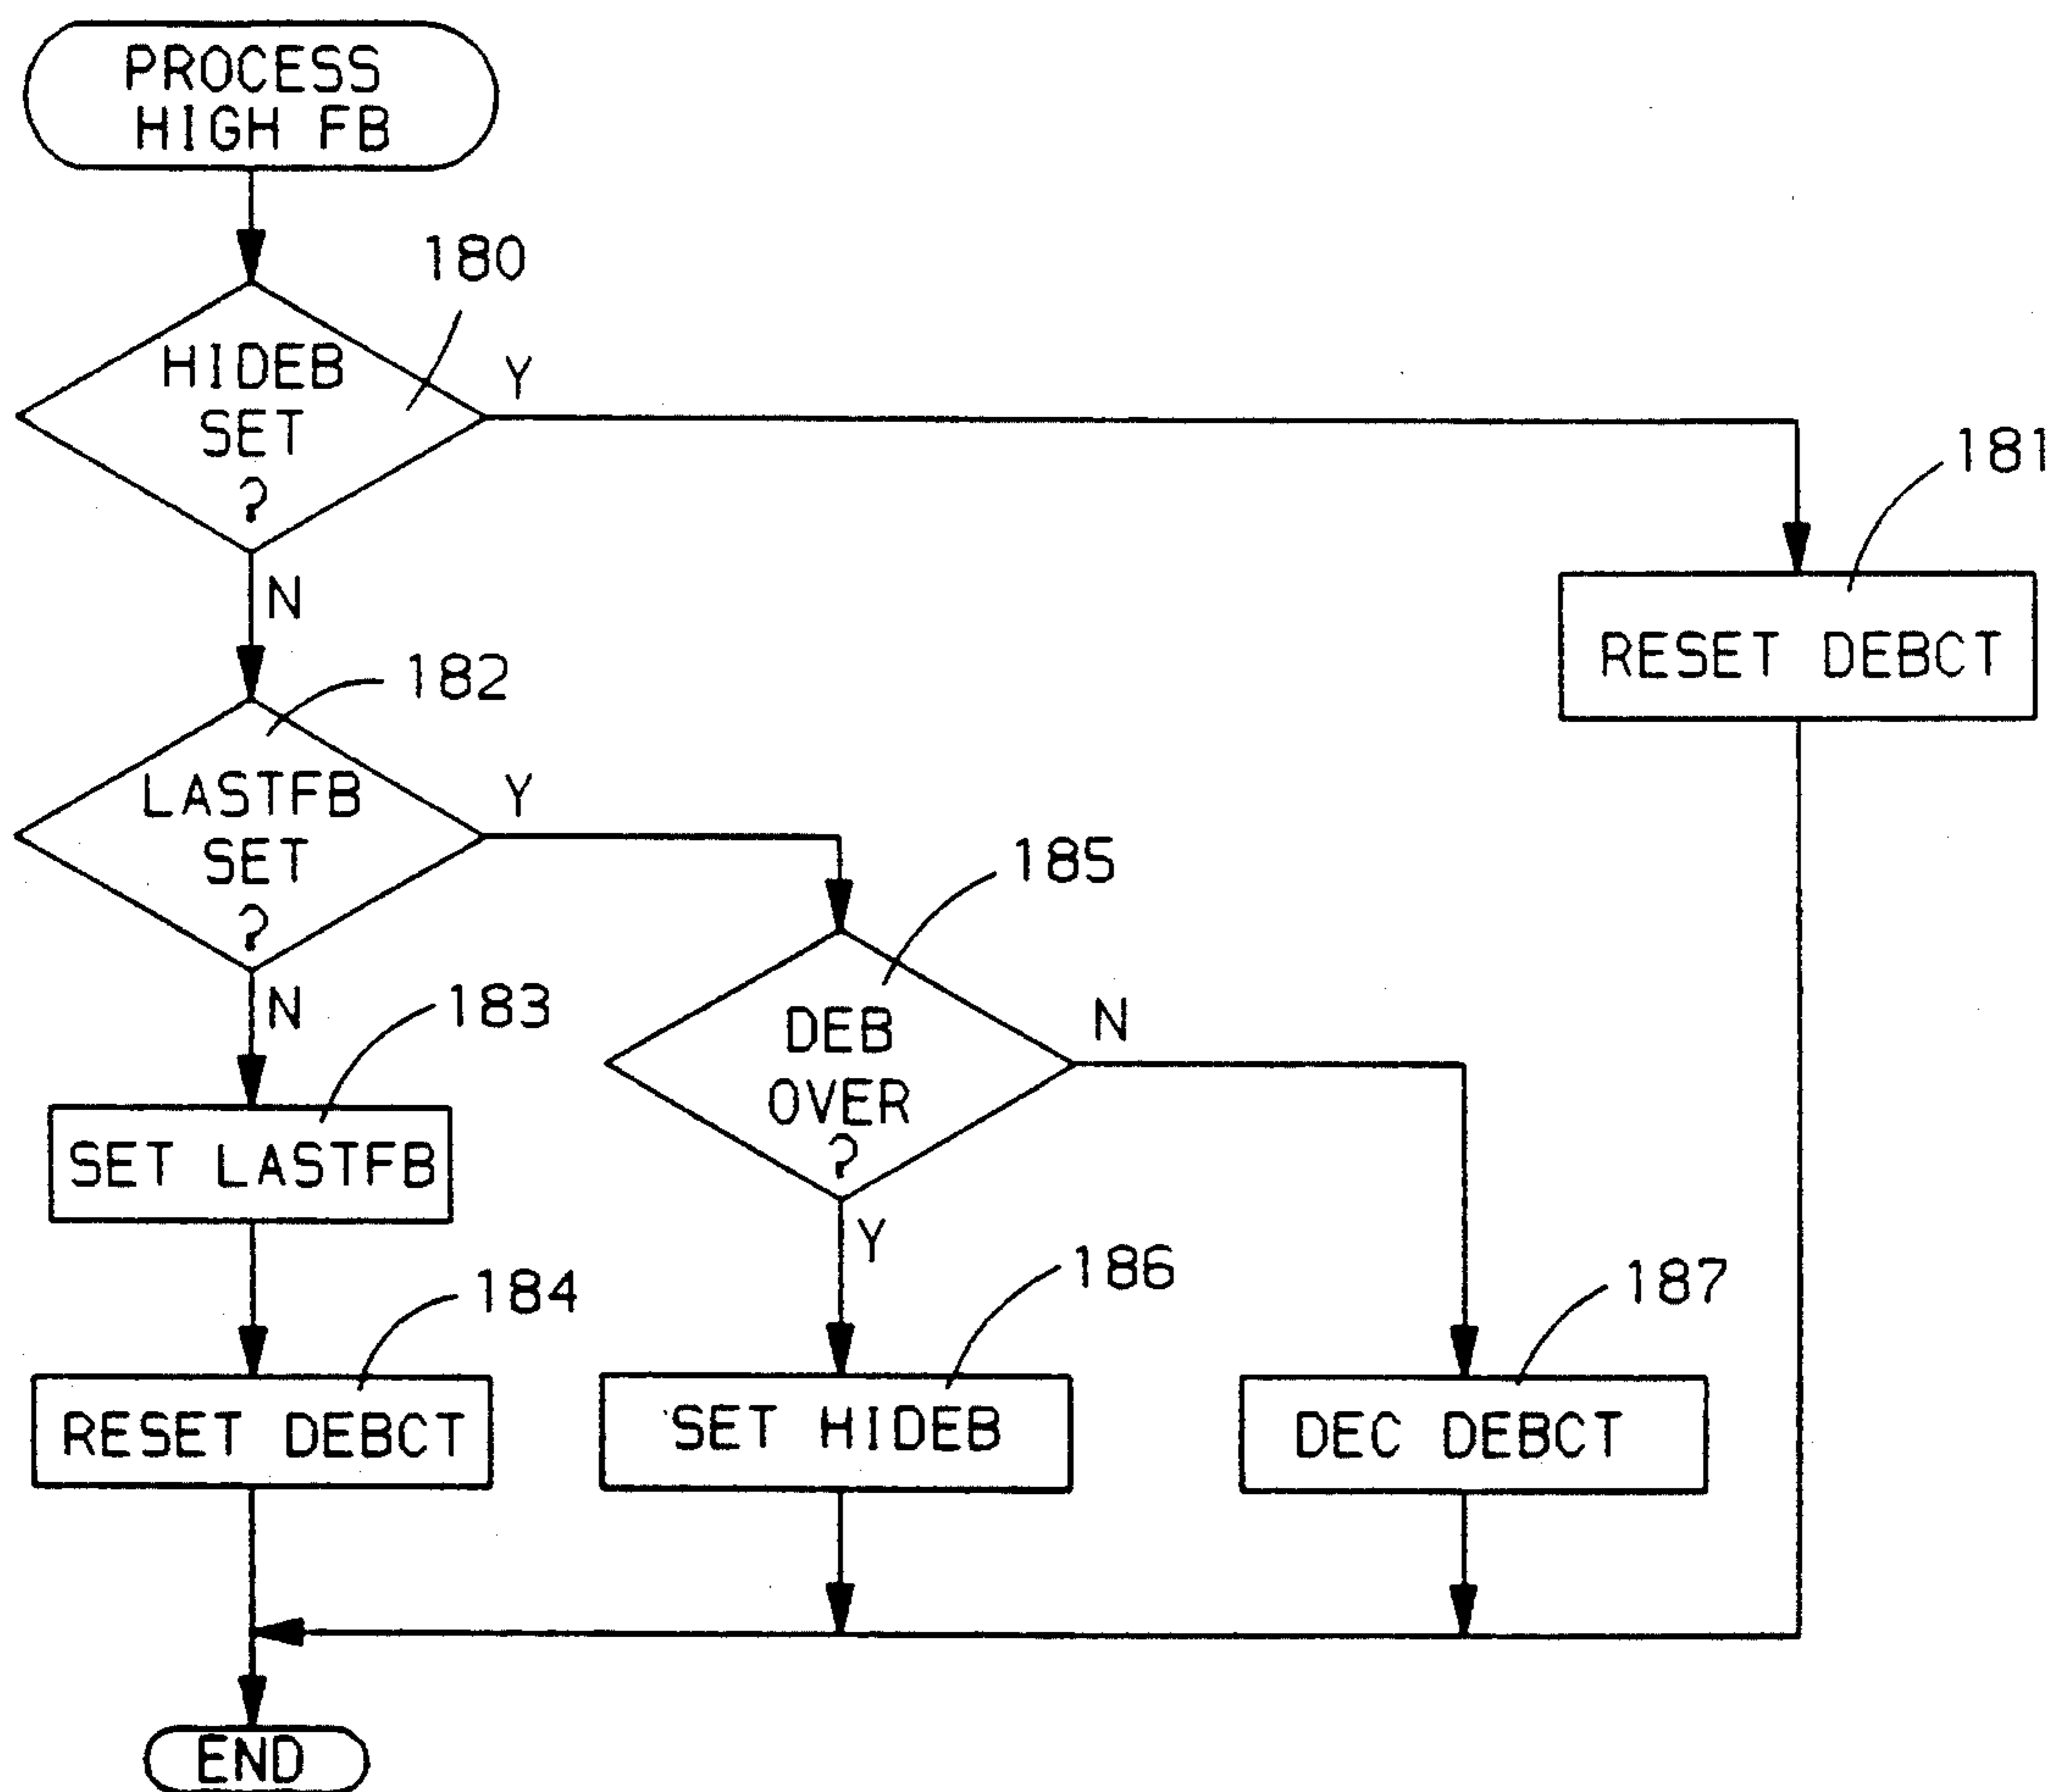 PROCESS
HIGH FB
180
HIDEB
SET
?
Y
N
181
RESET DEBCT
182
LASTFB
SET
?
Y
N
183
SET LASTFB
184
RESET DEBCT
185
DEB
OVER
?
N
Y
186
SET HIDEB
187
DEC DEBCT
END